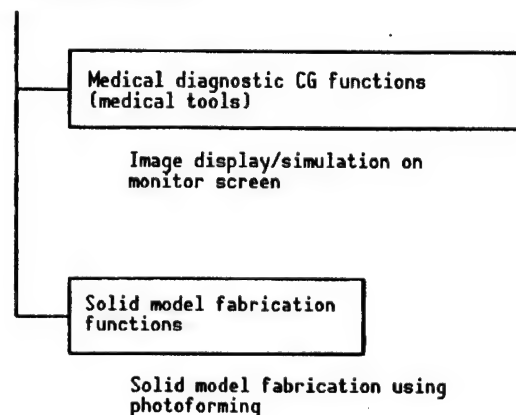 Medical diagnostic CG functions
(medical tools)
Image display/simulation on
monitor screen
Solid model fabrication
functions
Solid model fabrication using
photoforming